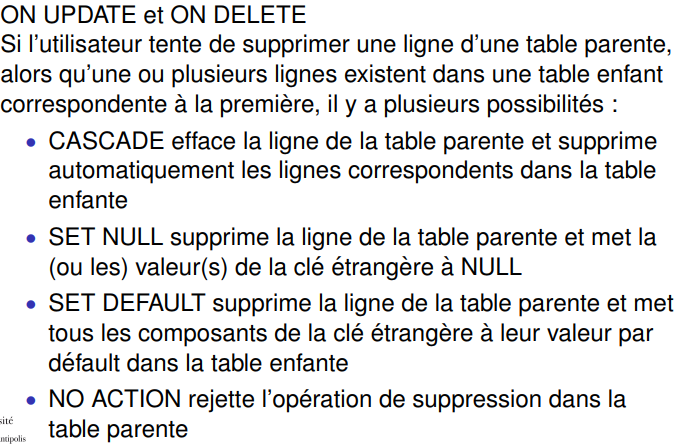 ON UPDATE et ON DELETE
Si l'utilisateur tente de supprimer une ligne d'une table parente,
alors qu'une ou plusieurs lignes existent dans une table enfant
correspondente à la première, il y a plusieurs possibilités :
• CASCADE efface la ligne de la table parente et supprime
automatiquement les lignes correspondents dans la table
enfante
• SET NULL supprime la ligne de la table parente et met la
(ou les) valeur(s) de la clé étrangère à NULL
• SET DEFAULT supprime la ligne de la table parente et met
tous les composants de la clé étrangère à leur valeur par
défault dans la table enfante
• NO ACTION rejette l'opération de suppression dans la
table parente
sité
ntipolis